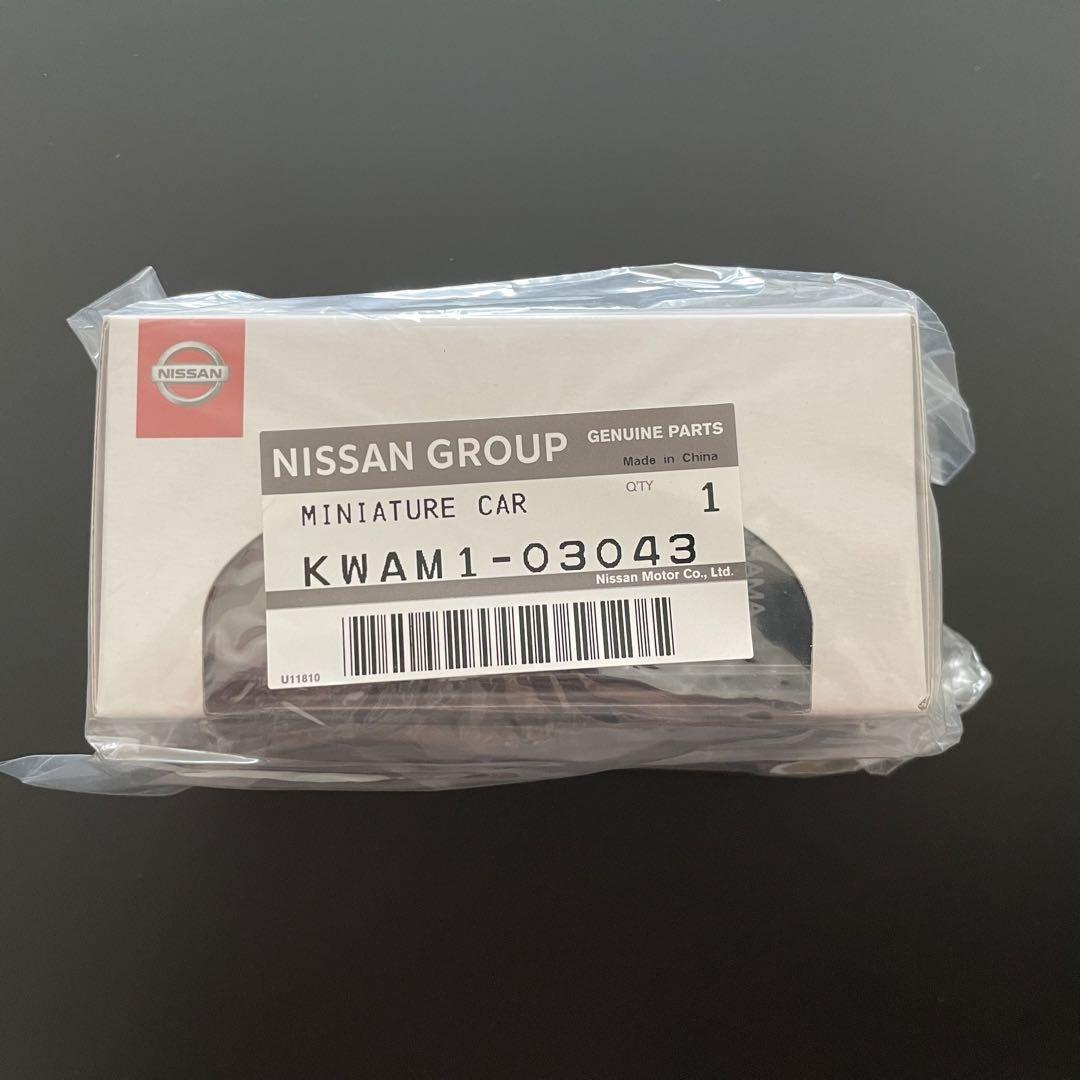 NISSAN
NISSAN GROUP
GENUINE PARTS
Made in China
MINIATURE CAR
Q'TY
1
KWAM1-03043
Nissan Motor Co., Ltd.
U11810